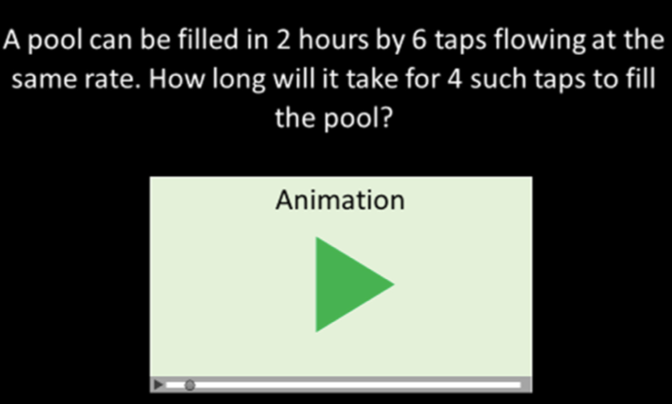 A pool can be filled in 2 hours by 6 taps flowing at the
same rate. How long will it take for 4 such taps to fill
the pool?
Animation